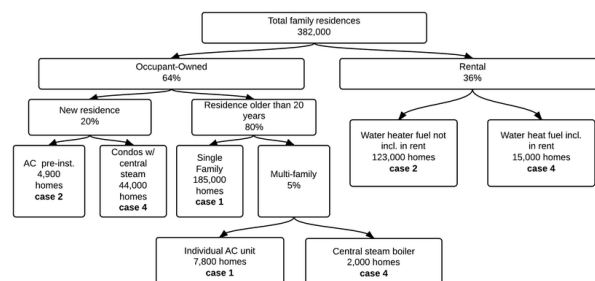 Total family residences
382,000
Occupant-Owned
64%
Rental
36%
New residence
20%
Residence older than 20
years
80%
Water heater fuel not
incl. in rent
123,000 homes
case 2
Water heat fuel incl.
in rent
15,000 homes
case 4
AC pre-inst.
4,900
homes
case 2
Condos w/
central
steam
44,000
homes
case 4
Single
Family
185,000
homes
case 1
Multi-family
5%
Individual AC unit
7,800 homes
case 1
Central steam boiler
2,000 homes
case 4